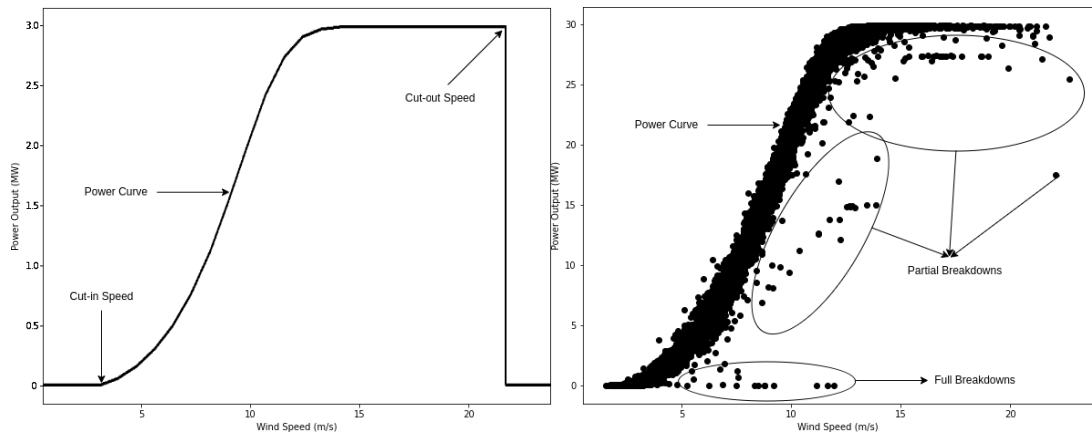 3.0
2.5
2.0
1.5
1.0
0.5
0
Power Output (MW)
Cut-out Speed
Power Curve
Cut-in Speed
5
10
15
20
Wind Speed (m/s)
30
25
20
15
10
5
0
Power Output (MW)
Power Curve
Partial Breakdowns
Full Breakdowns
5
10
15
20
Wind Speed (m/s)